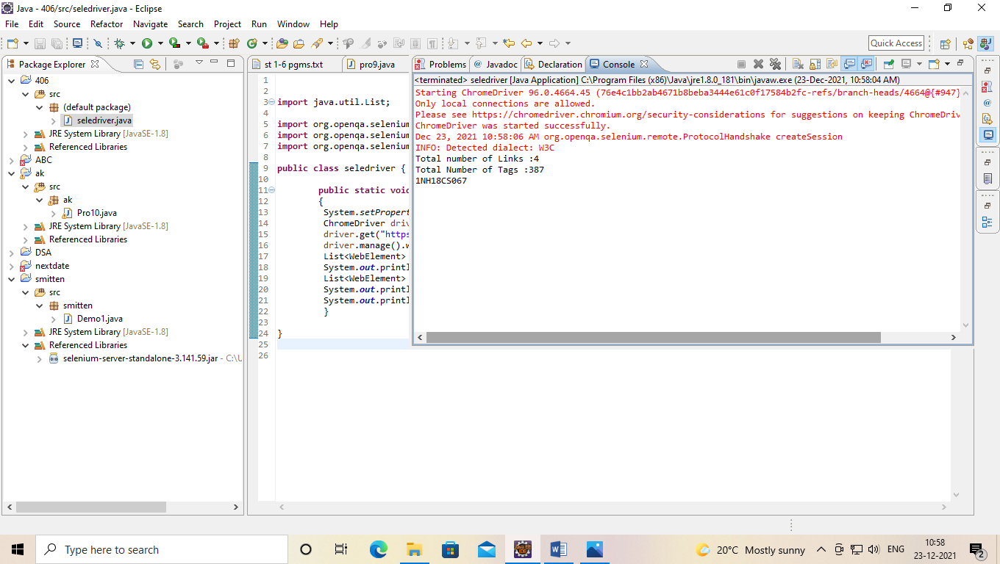 Java - 406/src/seledriver.java - Eclipse
File Edit Source Refactor Navigate Search Project Run Window Help
Quick Access
Package Explorer
406
src
(default package)
seledriver.java
JRE System Library [JavaSE-1.8]
Referenced Libraries
ABC
ak
src
ak
Pro10.java
JRE System Library [JavaSE-1.8]
Referenced Libraries
DSA
nextdate
smitten
src
smitten
Demo1.java
JRE System Library [JavaSE-1.8]
Referenced Libraries
selenium-server-standalone-3.141.59.jar - C:\U
st 1-6 pgms.txt pro9.java
1
2
3 import java.util.List;
4
5 import org.openqa.selenium
6 import org.openqa.selenium
7 import org.openqa.selenium
8
9 public class seledriver {
10
11 public static void
12 {
13 System.setPropert
14 ChromeDriver driv
15 driver.get("https
16 driver.manage().w
17 List<WebElement>
18 System.out.printl
19 List<WebElement>
20 System.out.printl
21 System.out.printl
22 }
23
24 }
25
26
Problems @ Javadoc Declaration Console
<terminated> seledriver [Java Application] C:\Program Files (x86)\Java\jre1.8.0_181\bin\javaw.exe (23-Dec-2021, 10:58:04 AM)
Starting ChromeDriver 96.0.4664.45 (76e4c1bb2ab4671b8beba3444e61c0f17584b2fc-refs/branch-heads/4664@{#947}
Only local connections are allowed.
Please see https://chromedriver.chromium.org/security-considerations for suggestions on keeping ChromeDriv
ChromeDriver was started successfully.
Dec 23, 2021 10:58:06 AM org.openqa.selenium.remote.ProtocolHandshake createSession
INFO: Detected dialect: W3C
Total number of Links :4
Total Number of Tags :387
1NH18CS067
Type here to search
20°C Mostly sunny
ENG
10:58
23-12-2021
2